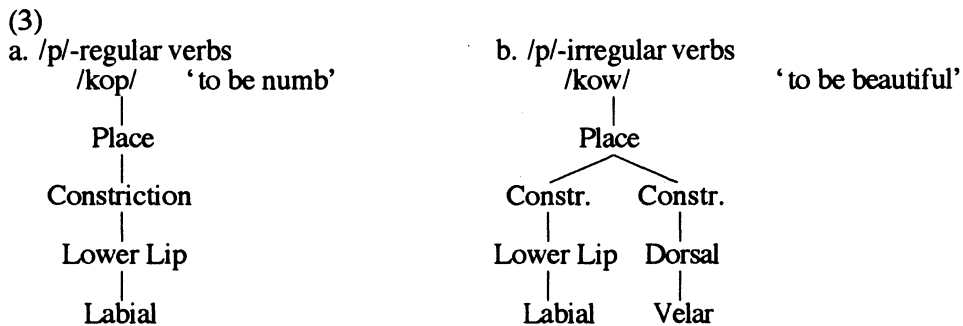 (3)
a. /p/-regular verbs b. /p/-irregular verbs
/kop/ ‘to be numb’ /kow/ ‘to be beautiful’
Place Place
Constriction Constr. Constr.
Lower Lip Lower Lip Dorsal
Labial Labial Velar